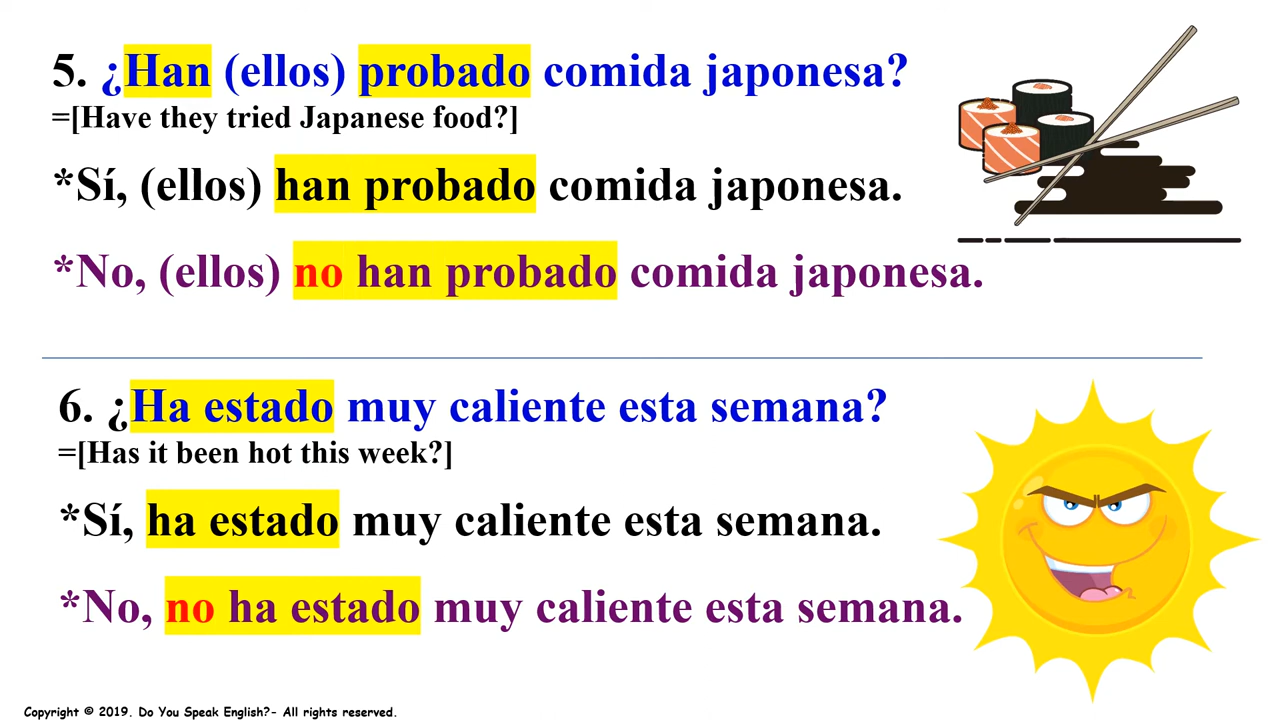 5. ¿Han (ellos) probado comida japonesa?
=[Have they tried Japanese food?]
*Sí, (ellos) han probado comida japonesa.
*No, (ellos) no han probado comida japonesa.
6. ¿Ha estado muy caliente esta semana?
=[Has it been hot this week?]
*Sí, ha estado muy caliente esta semana.
*No, no ha estado muy caliente esta semana.
Copyright © 2019. Do You Speak English?- All rights reserved.